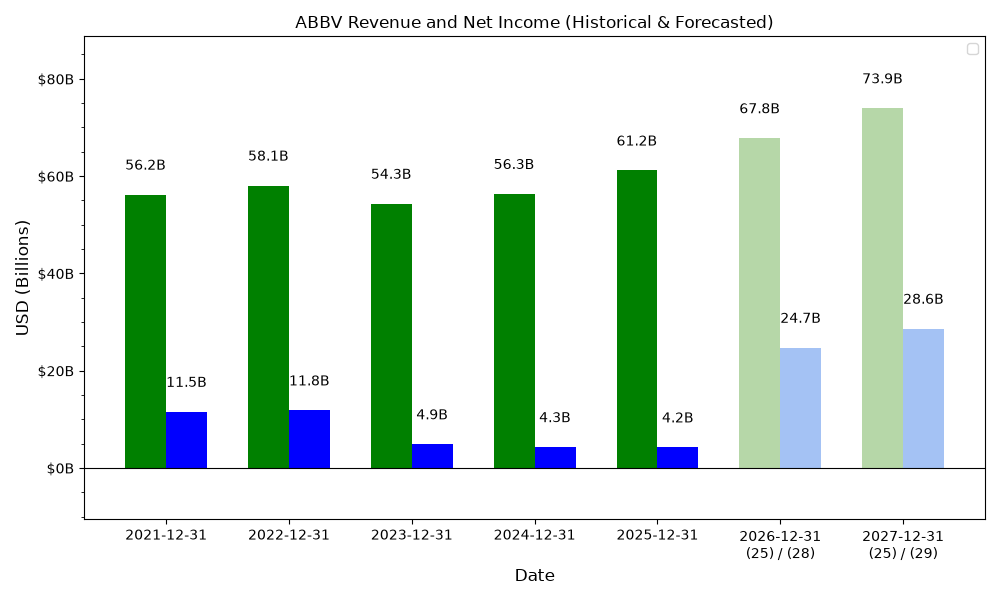 ABBV Revenue and Net Income (Historical & Forecasted)
$80B
$60B
$40B
$20B
$0B
USD (Billions)
56.2B
11.5B
58.1B
11.8B
54.3B
4.9B
56.3B
4.3B
61.2B
4.2B
67.8B
24.7B
73.9B
28.6B
2021-12-31
2022-12-31
2023-12-31
2024-12-31
2025-12-31
2026-12-31
(25) / (28)
2027-12-31
(25) / (29)
Date